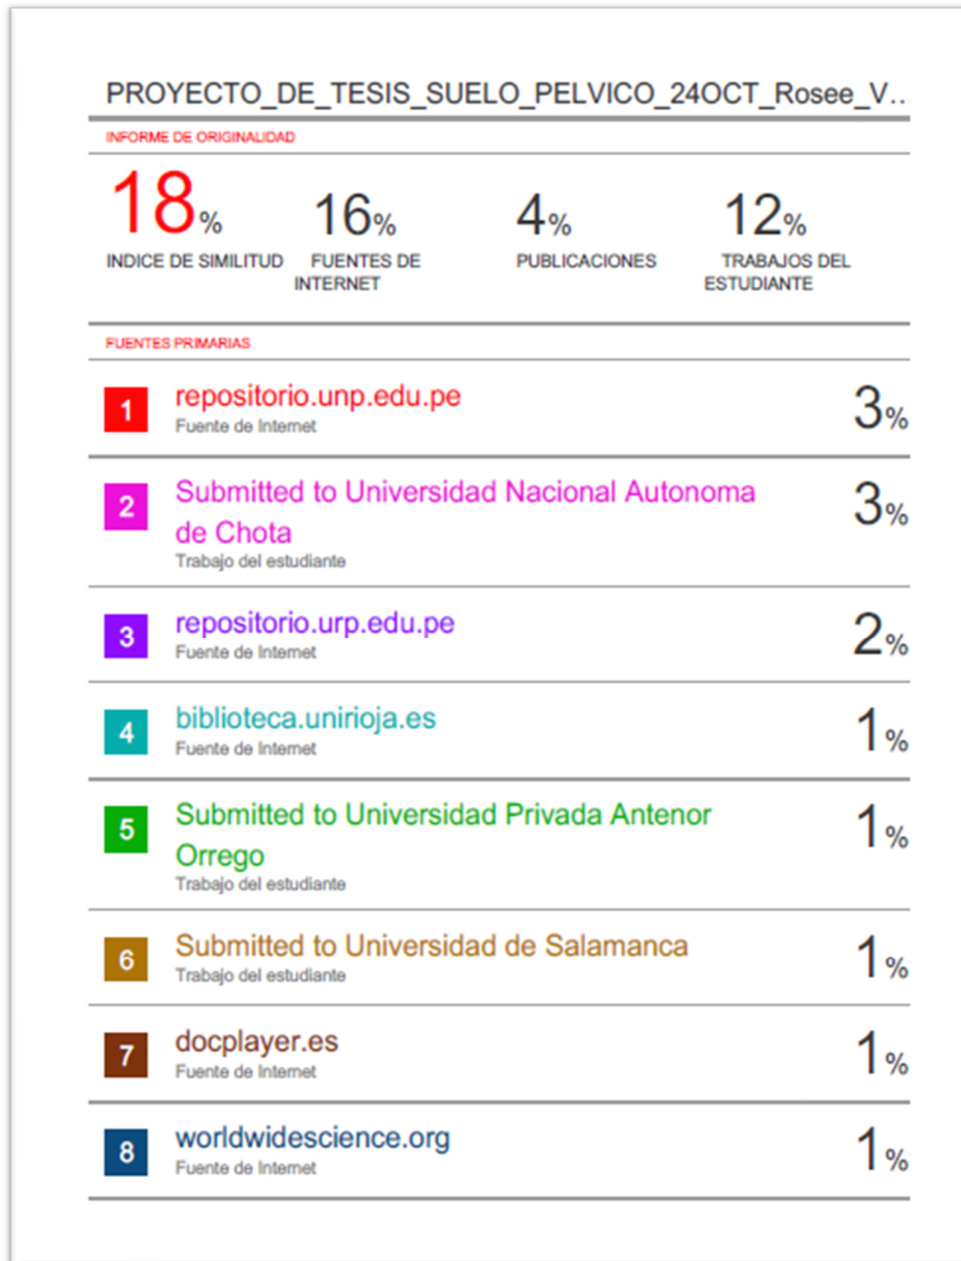 PROYECTO_DE_TESIS_SUELO_PELVICO_24OCT_Rosee_V...
INFORME DE ORIGINALIDAD
18% 16% 4% 12%
INDICE DE SIMILITUD FUENTES DE PUBLICACIONES TRABAJOS DEL
INTERNET ESTUDIANTE
FUENTES PRIMARIAS
1 repositorio.unp.edu.pe 3%
Fuente de Internet
2 Submitted to Universidad Nacional Autonoma 3%
de Chota
Trabajo del estudiante
3 repositorio.urp.edu.pe 2%
Fuente de Internet
4 biblioteca.unirioja.es 1%
Fuente de Internet
5 Submitted to Universidad Privada Antenor 1%
Orrego
Trabajo del estudiante
6 Submitted to Universidad de Salamanca 1%
Trabajo del estudiante
7 docplayer.es 1%
Fuente de Internet
8 worldwidescience.org 1%
Fuente de Internet